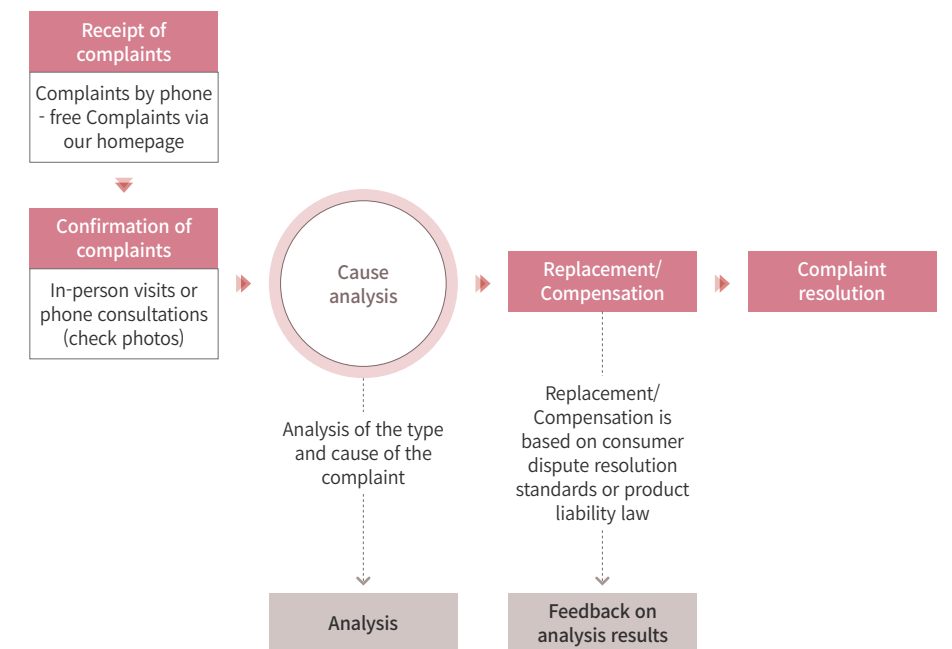 Receipt of
complaints
Complaints by phone
- free Complaints via
our homepage
Confirmation of
complaints
In-person visits or
phone consultations
(check photos)
Cause
analysis
Analysis of the type
and cause of the
complaint
Analysis
Replacement/
Compensation
Replacement/
Compensation is
based on consumer
dispute resolution
standards or product
liability law
Feedback on
analysis results
Complaint
resolution